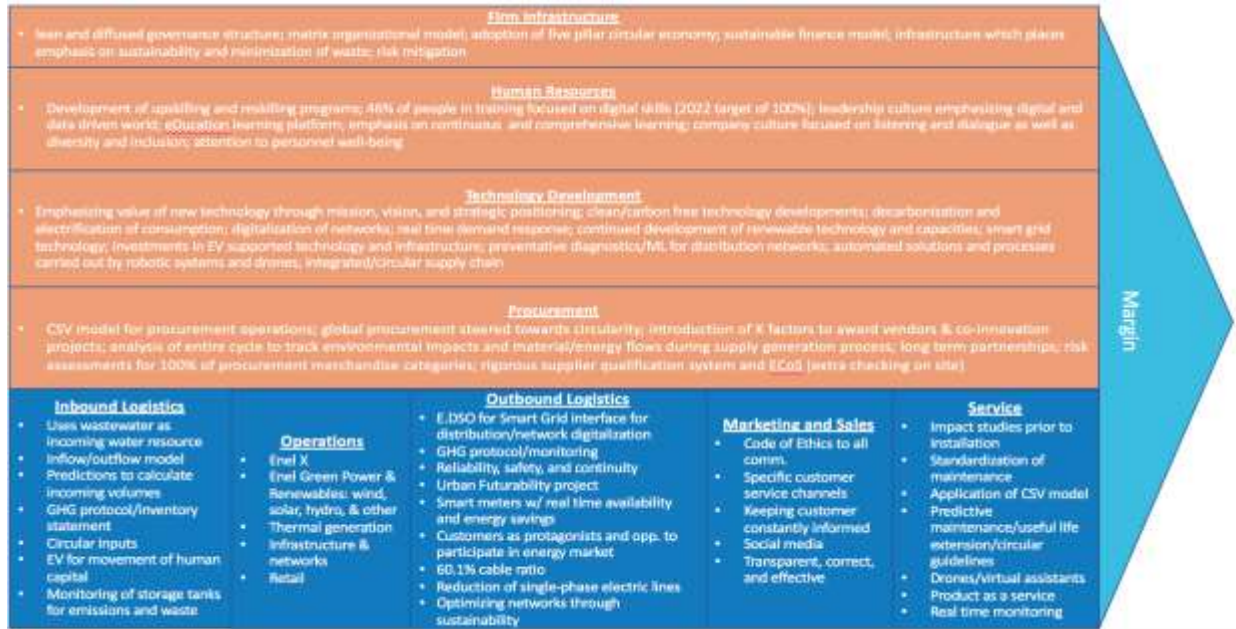 Firm Infrastructure
• lean and diffused governance structure; matrix organizational model; adoption of five pillar circular economy; sustainable finance model; infrastructure which places
emphasis on sustainability and minimization of waste; risk mitigation
Human Resources
• Development of upskilling and reskilling programs; 46% of people in training focused on digital skills (2022 target of 100%); leadership culture emphasizing digital and
data driven world; eDucation learning platform; emphasis on continuous and comprehensive learning; company culture focused on listening and dialogue as well as
diversity and inclusion; attention to personnel well-being
Technology Development
• Emphasizing value of new technology through mission, vision, and strategic positioning; clean/carbon free technology developments; decarbonization and
electrification of consumption; digitalization of networks; real time demand response; continued development of renewable technology and capacities; smart grid
technology; investments in EV supported technology and infrastructure; preventative diagnostics/ML for distribution networks; automated solutions and processes
carried out by robotic systems and drones; integrated/circular supply chain
Procurement
• CSV model for procurement operations; global procurement steered towards circularity; introduction of X factors to award vendors & co-innovation
projects; analysis of entire cycle to track environmental impacts and material/energy flows during supply generation process; long term partnerships; risk
assessments for 100% of procurement merchandise categories; rigorous supplier qualification system and ECoS (extra checking on site)
Inbound Logistics
• Uses wastewater as
incoming water resource
• Inflow/outflow model
• Predictions to calculate
incoming volumes
• GHG protocol/inventory
statement
• Circular inputs
• EV for movement of human
capital
• Monitoring of storage tanks
for emissions and waste
Operations
• Enel X
• Enel Green Power &
Renewables: wind,
solar, hydro, & other
• Thermal generation
• Infrastructure &
networks
• Retail
Outbound Logistics
• E.DSO for Smart Grid interface for
distribution/network digitalization
• GHG protocol/monitoring
• Reliability, safety, and continuity
• Urban Futurability project
• Smart meters w/ real time availability
and energy savings
• Customers as protagonists and opp. to
participate in energy market
• 60.1% cable ratio
• Reduction of single-phase electric lines
• Optimizing networks through
sustainability
Marketing and Sales
• Code of Ethics to all
comm.
• Specific customer
service channels
• Keeping customer
constantly informed
• Social media
• Transparent, correct,
and effective
Service
• Impact studies prior to
installation
• Standardization of
maintenance
• Application of CSV model
• Predictive
maintenance/useful life
extension/circular
guidelines
• Drones/virtual assistants
• Product as a service
• Real time monitoring
Margin